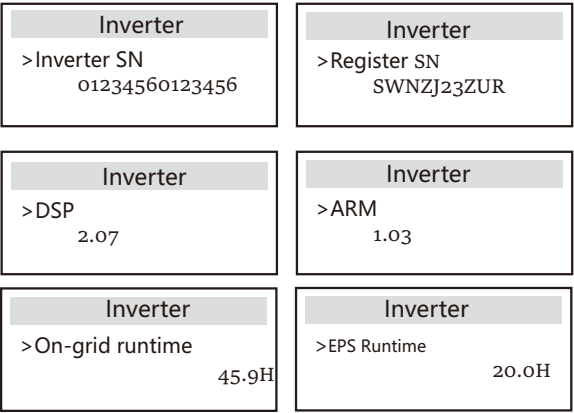 Inverter
>Inverter SN
01234560123456
Inverter
>Register SN
SWNZJ23ZUR
Inverter
>DSP
2.07
Inverter
>ARM
1.03
Inverter
>On-grid runtime
45.9H
Inverter
>EPS Runtime
20.0H